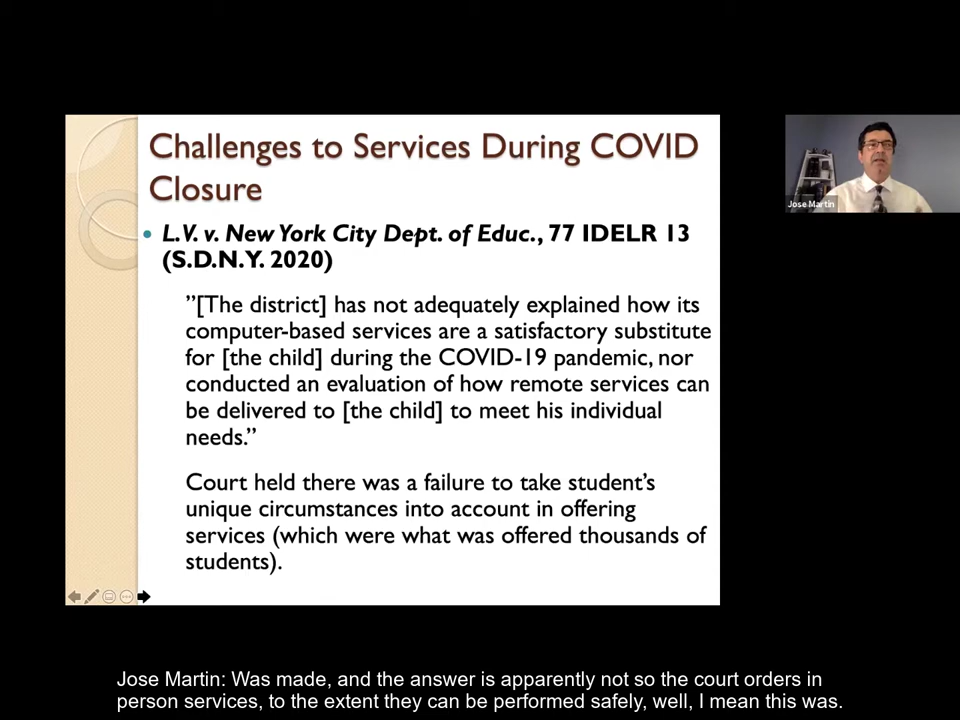 Challenges to Services During COVID
Closure
L.V. v. New York City Dept. of Educ., 77 IDELR 13
(S.D.N.Y. 2020)
”[The district] has not adequately explained how its
computer-based services are a satisfactory substitute
for [the child] during the COVID-19 pandemic, nor
conducted an evaluation of how remote services can
be delivered to [the child] to meet his individual
needs.”
Court held there was a failure to take student’s
unique circumstances into account in offering
services (which were what was offered thousands of
students).
Jose Martin
Jose Martin: Was made, and the answer is apparently not so the court orders in
person services, to the extent they can be performed safely, well, I mean this was.